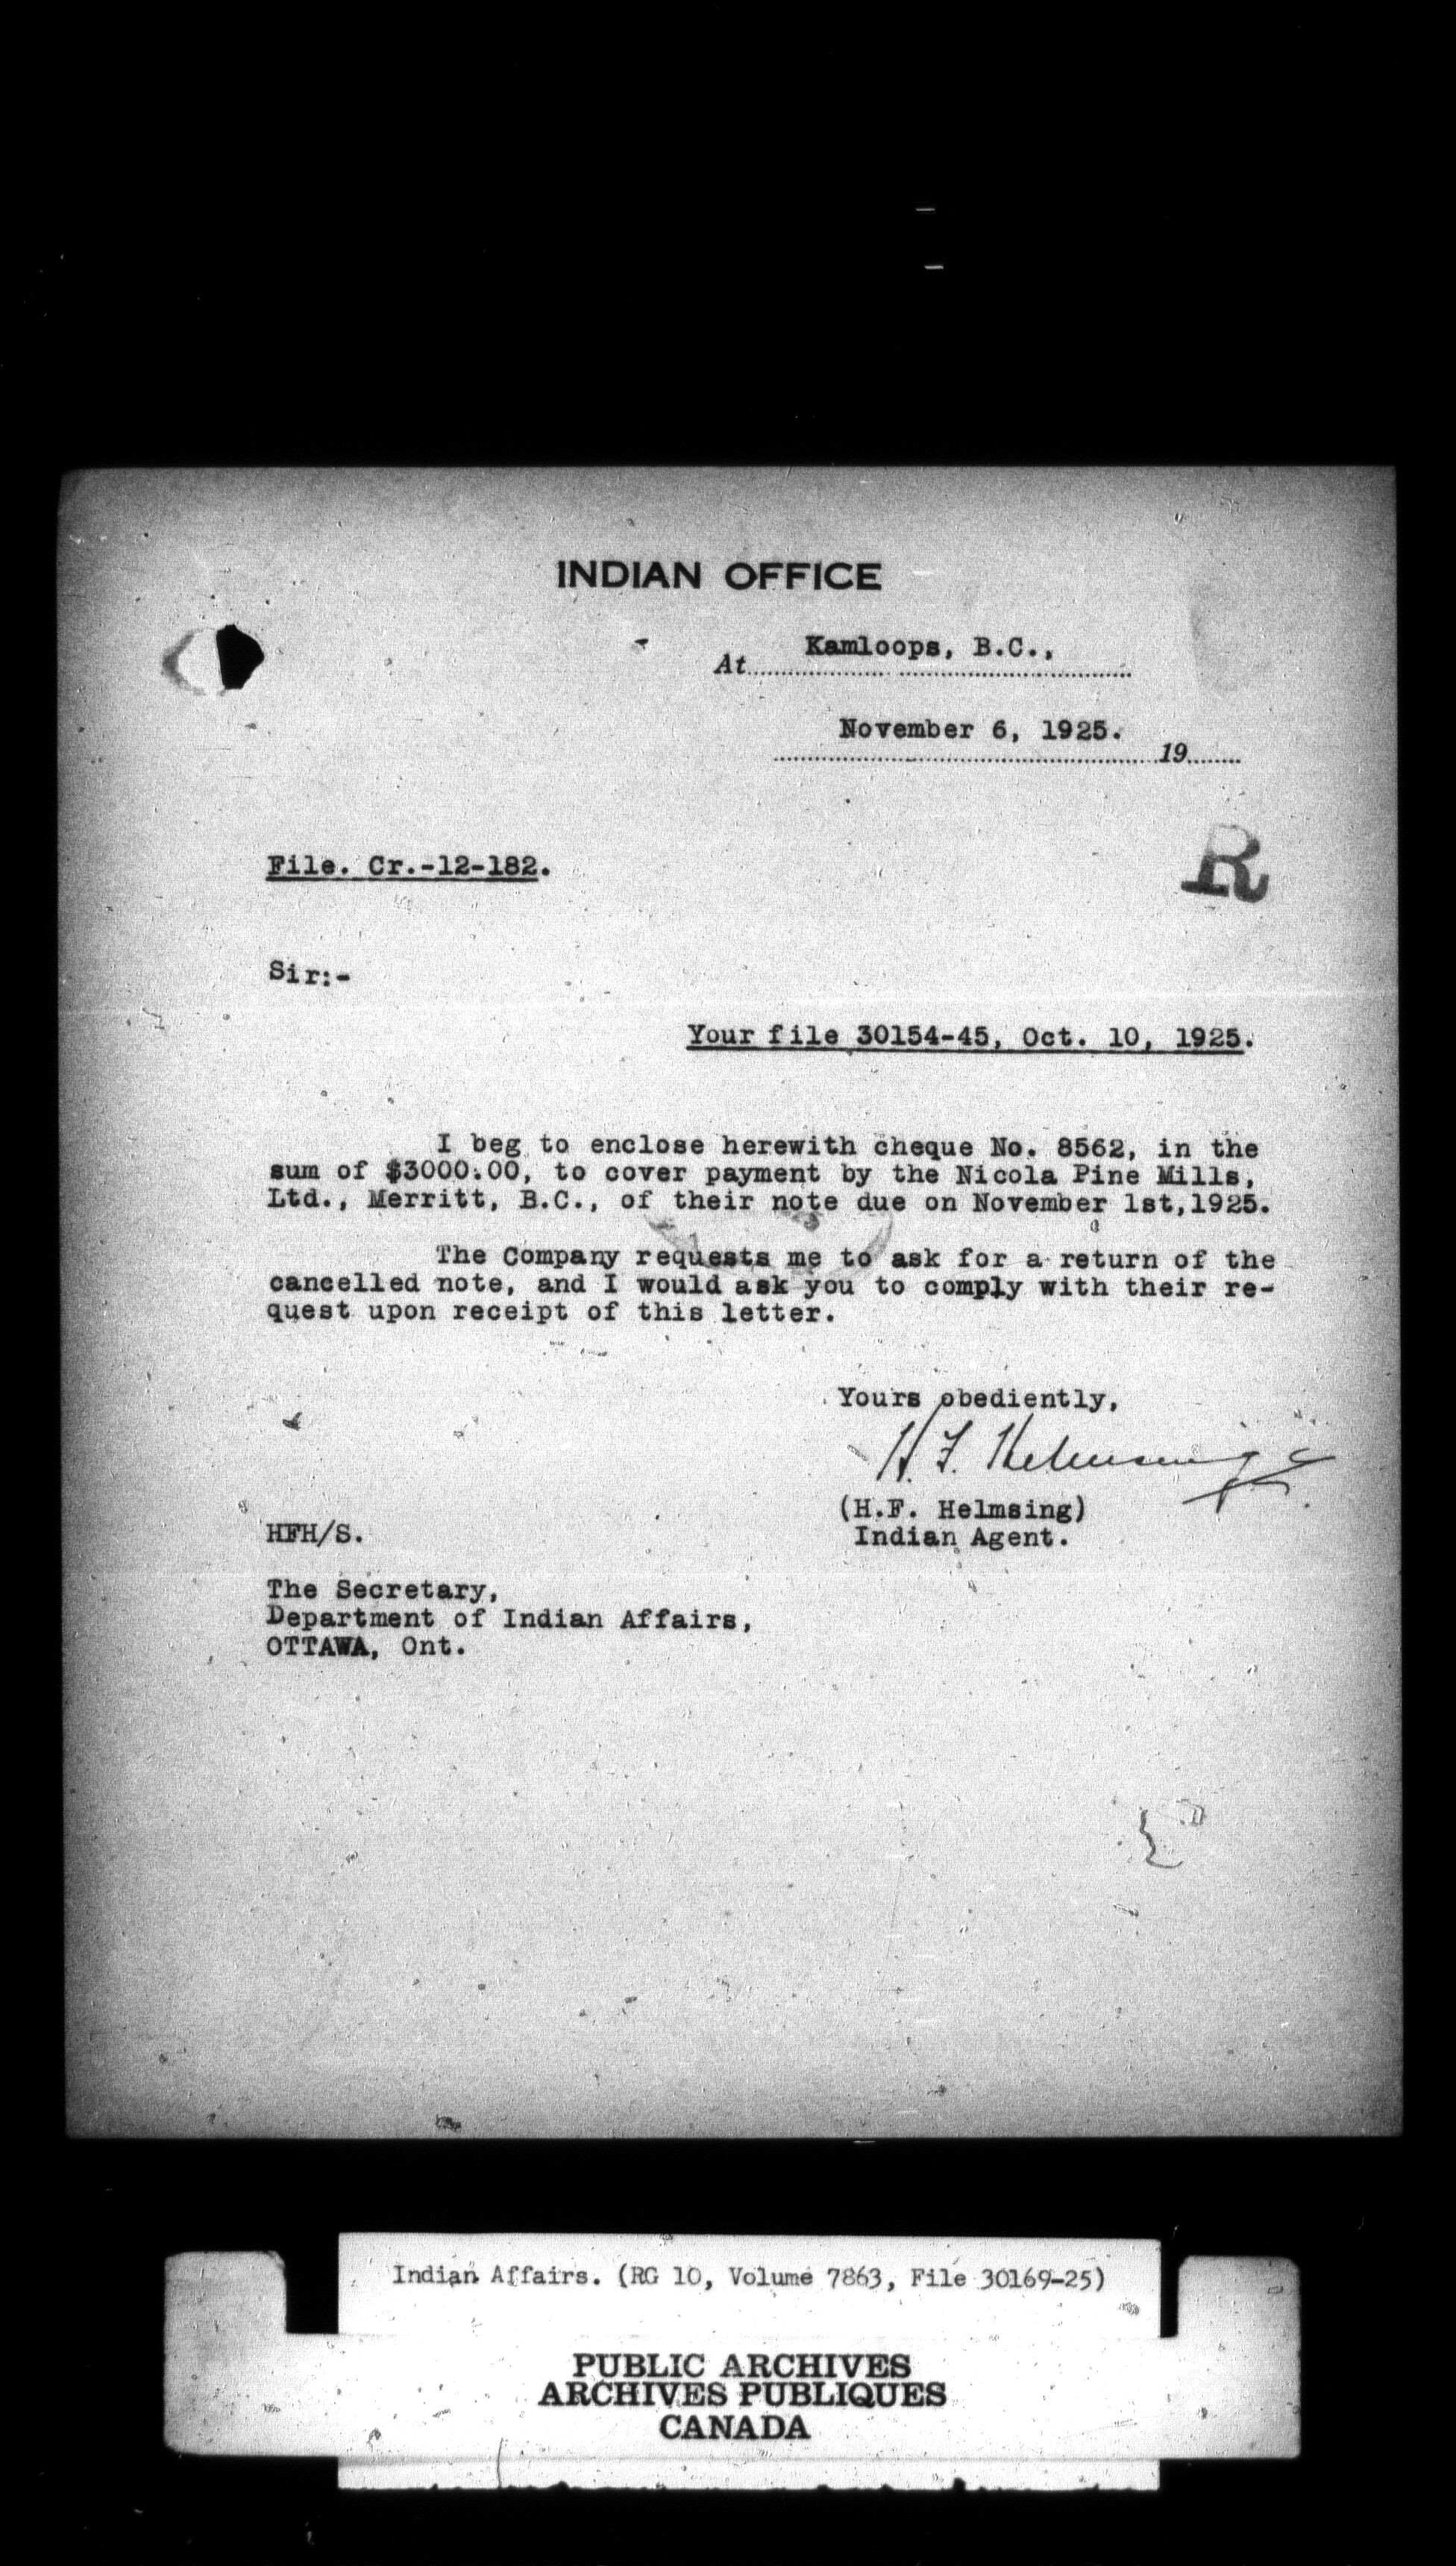 INDIAN OFFICE
At Kamloops, B.C.,
November 6, 1925.
19
File. Cr.-12-182.
R
Sir:-
Your file 30154-45, Oct. 10, 1925.
I beg to enclose herewith cheque No. 8562, in the
sum of $3000.00, to cover payment by the Nicola Pine Mills,
Ltd., Merritt, B.C., of their note due on November 1st,1925.
The Company requests me to ask for a return of the
cancelled note, and I would ask you to comply with their re-
quest upon receipt of this letter.
Yours obediently,
H.F. Helmsing
(H.F. Helmsing)
Indian Agent.
HFH/S.
The Secretary,
Department of Indian Affairs,
OTTAWA, Ont.
Indian Affairs. (RG 10, Volume 7863, File 30169-25)
PUBLIC ARCHIVES
ARCHIVES PUBLIQUES
CANADA